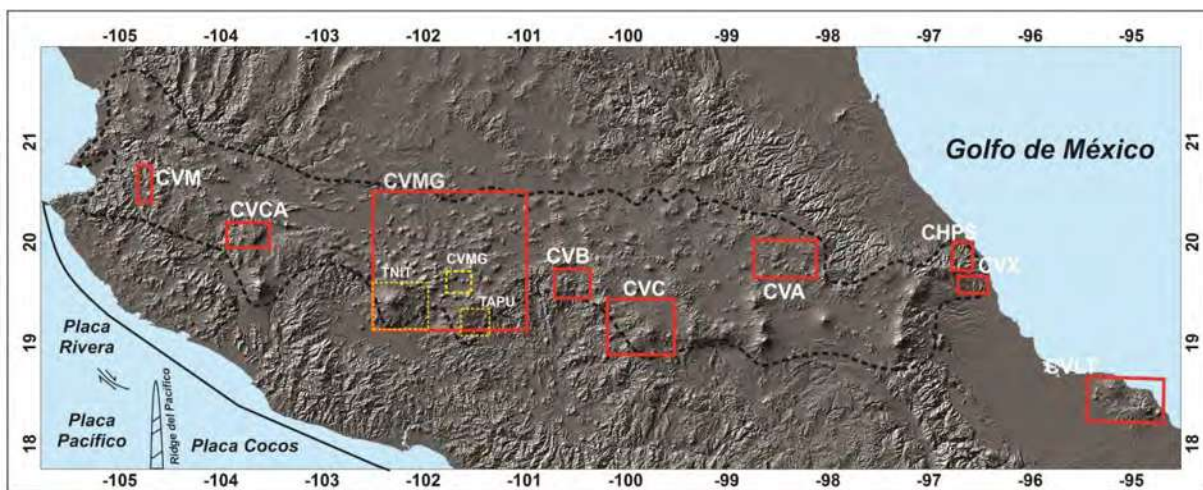 -105 -104 -103 -102 -101 -100 -99 -98 -97 -96 -95
21
20
19
18
21
20
19
18
Golfo de México
CVM
CVCA
CVMG
TNIT
CVMG
TAPU
CVB
CVC
CVA
CHPS
CVX
CVLT
Placa
Rivera
Placa
Pacífico
Ridge del Pacífico
Placa Cocos
-105 -104 -103 -102 -101 -100 -99 -98 -97 -96 -95